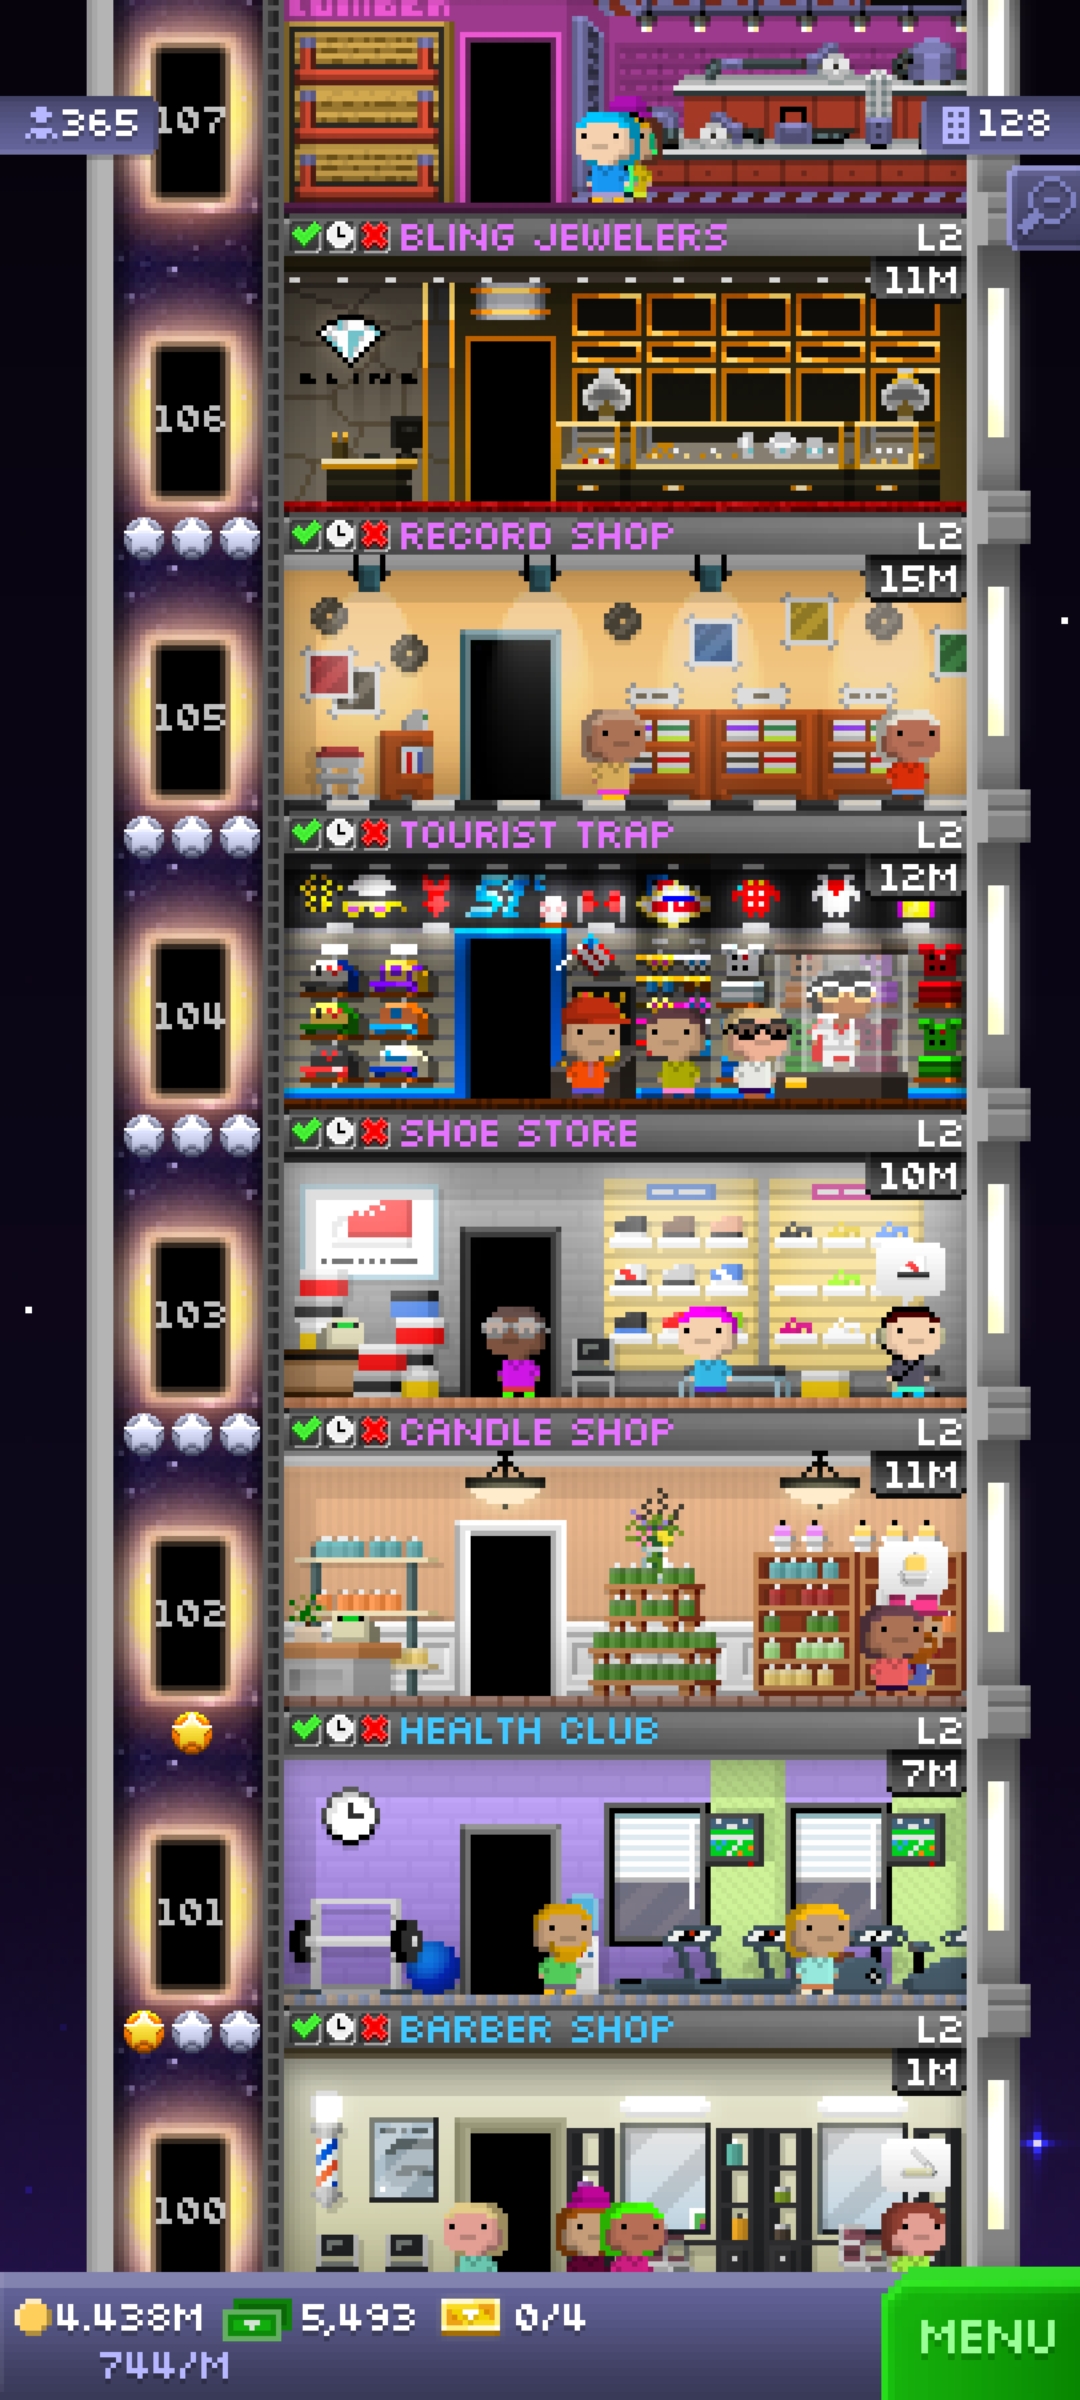 LUMBER
365
107
128
BLING JEWELERS L2
11M
BLING
106
RECORD SHOP L2
15M
105
TOURIST TRAP L2
12M
104
SHOE STORE L2
10M
103
CANDLE SHOP L2
11M
102
HEALTH CLUB L2
7M
101
BARBER SHOP L2
1M
100
4.438M 5,493 0/4
744/M
MENU